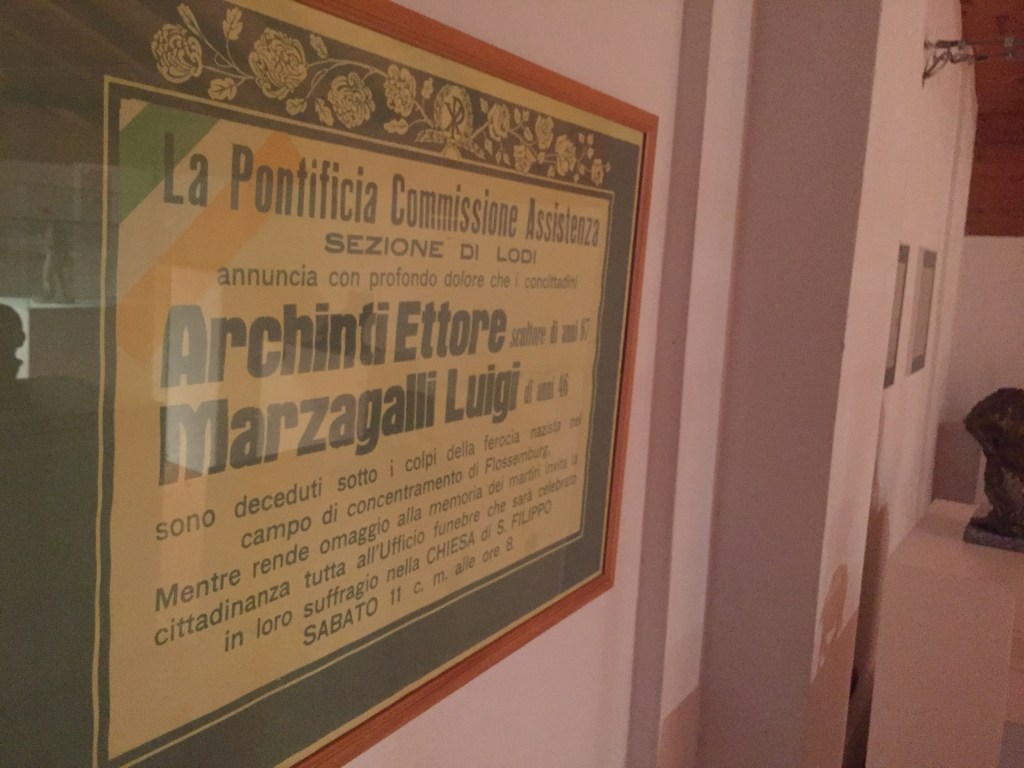 La Pontificia Commissione Assistenza
SEZIONE DI LODI
annuncia con profondo dolore che i concittadini
Archinti Ettore scultore di anni 67
Marzagalli Luigi di anni 46
sono deceduti sotto i colpi della ferocia nazista nel
campo di concentramento di Flossemburg.
Mentre rende omaggio alla memoria dei martiri invita la
cittadinanza tutta all'Ufficio funebre che sarà celebrato
in loro suffragio nella CHIESA di S. FILIPPO
SABATO 11 c. m. alle ore 8.